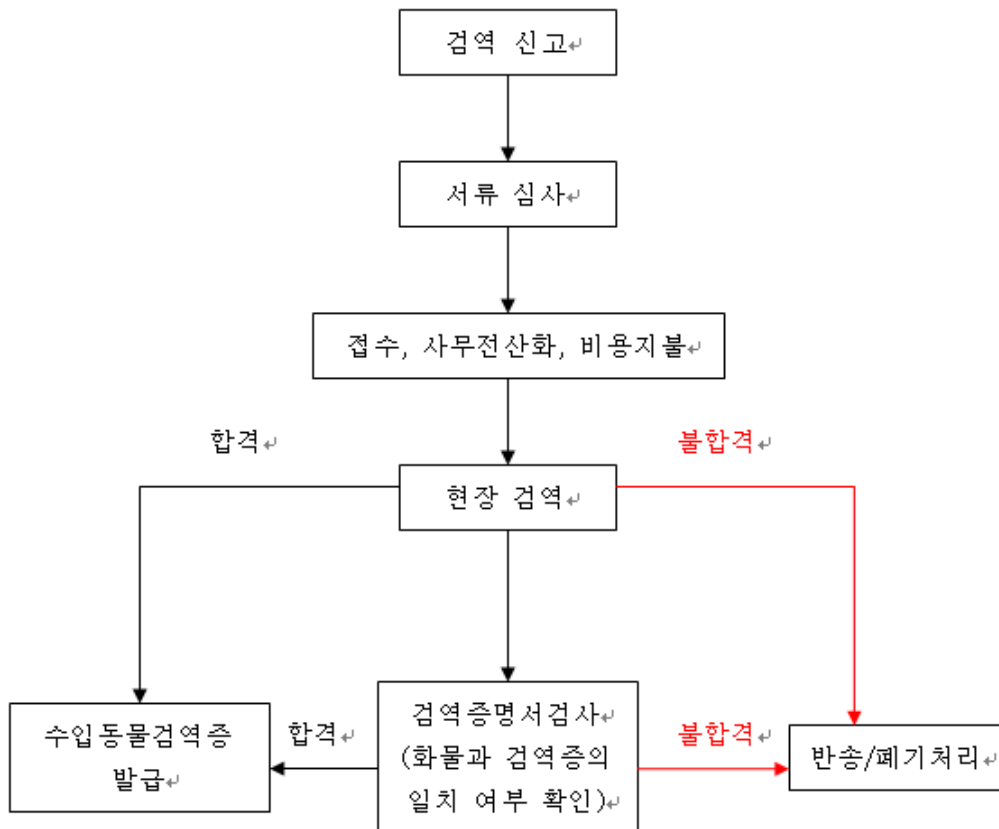 검역 신고↵
서류 심사↵
접수, 사무전산화, 비용지불↵
합격↵
불합격↵
현장 검역↵
수입동물검역증
발급↵
합격↵
검역증명서검사↵
(화물과 검역증의
일치 여부 확인)↵
불합격↵
반송/폐기처리↵